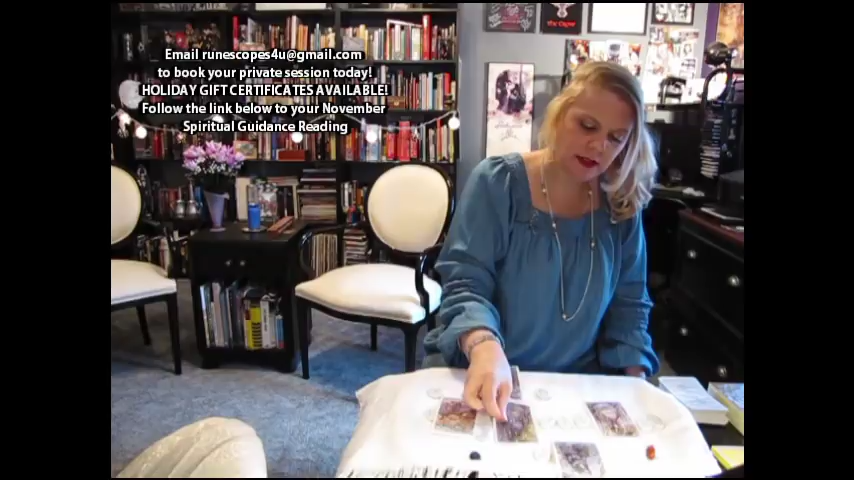 Email runescopes4u@gmail.com
to book your private session today!
HOLIDAY GIFT CERTIFICATES AVAILABLE!
Follow the link below to your November
Spiritual Guidance Reading